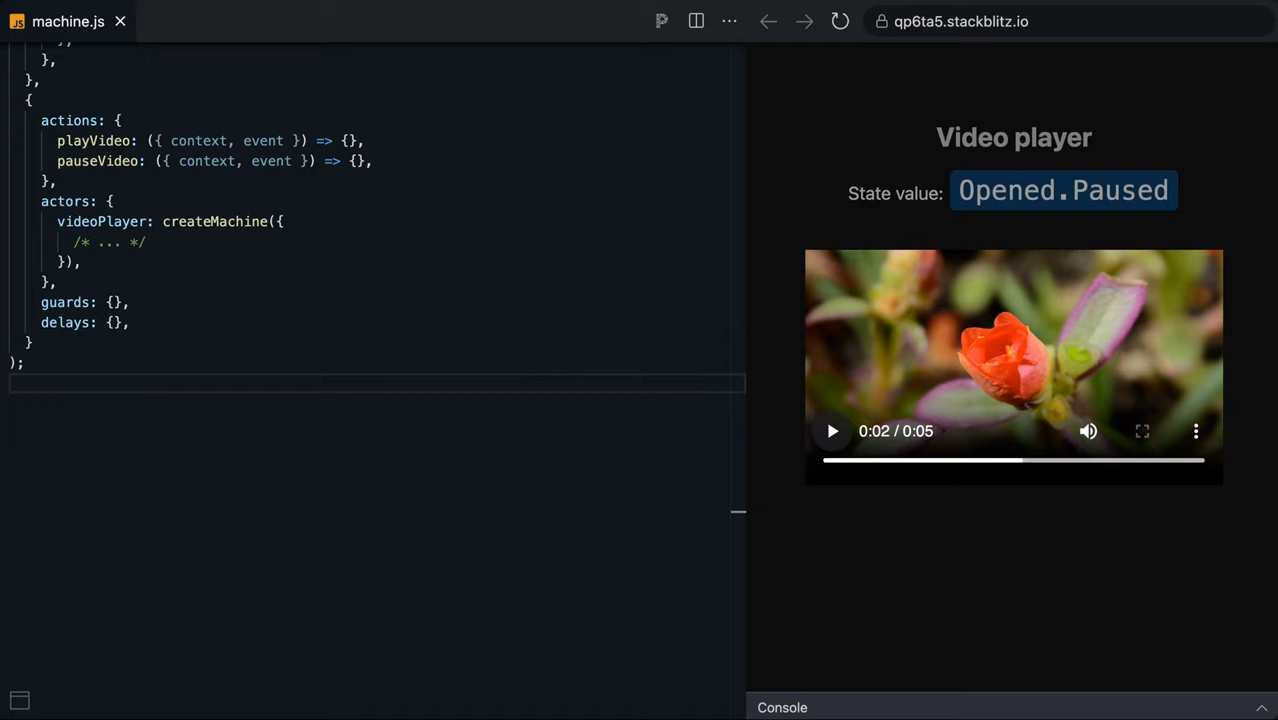 JS machine.js
qp6ta5.stackblitz.io
},
},
},
{
actions: {
playVideo: ({ context, event }) => {},
pauseVideo: ({ context, event }) => {},
},
actors: {
videoPlayer: createMachine({
/* ... */
}),
},
guards: {},
delays: {},
}
);
Video player
State value: Opened.Paused
0:02 / 0:05
Console